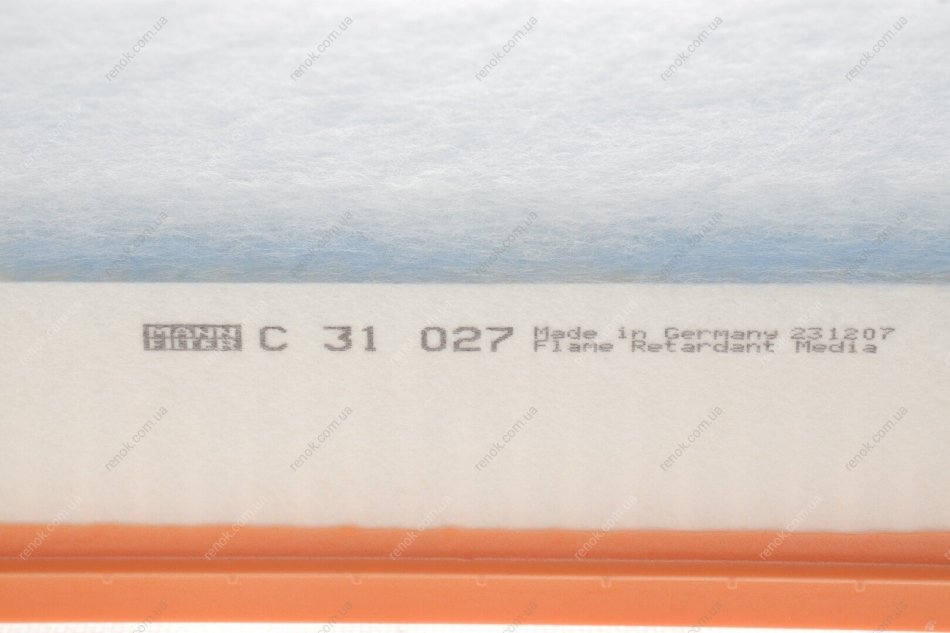 MANN FILTER C 31 027 Made in Germany 231207
Flame Retardant Media
renok.com.ua